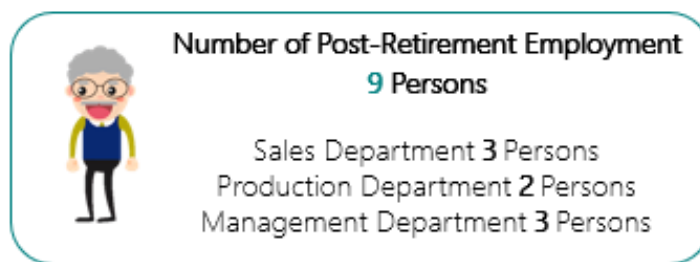 Number of Post-Retirement Employment
9 Persons
Sales Department 3 Persons
Production Department 2 Persons
Management Department 3 Persons